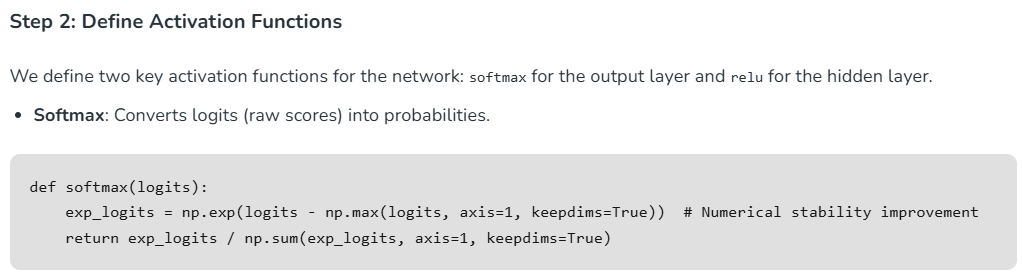 Step 2: Define Activation Functions
We define two key activation functions for the network: softmax for the output layer and relu for the hidden layer.
• Softmax: Converts logits (raw scores) into probabilities.
def softmax(logits):
    exp_logits = np.exp(logits - np.max(logits, axis=1, keepdims=True))  # Numerical stability improvement
    return exp_logits / np.sum(exp_logits, axis=1, keepdims=True)